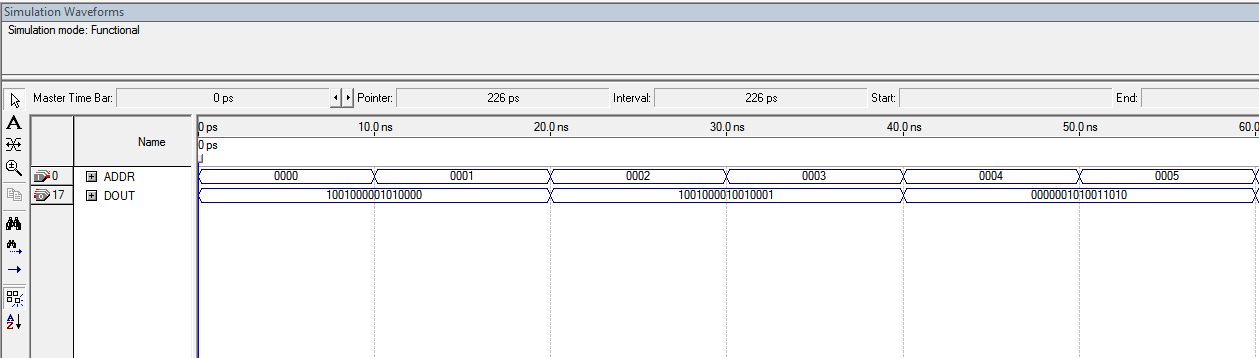 Simulation Waveforms
Simulation mode: Functional
Master Time Bar: 0 ps Pointer: 226 ps Interval: 226 ps Start: End:
Name
0 ps 10.0 ns 20.0 ns 30.0 ns 40.0 ns 50.0 ns 60.0
0 ps
0 ADDR 0000 0001 0002 0003 0004 0005
17 DOUT 1001000001010000 1001000010010001 0000001010011010